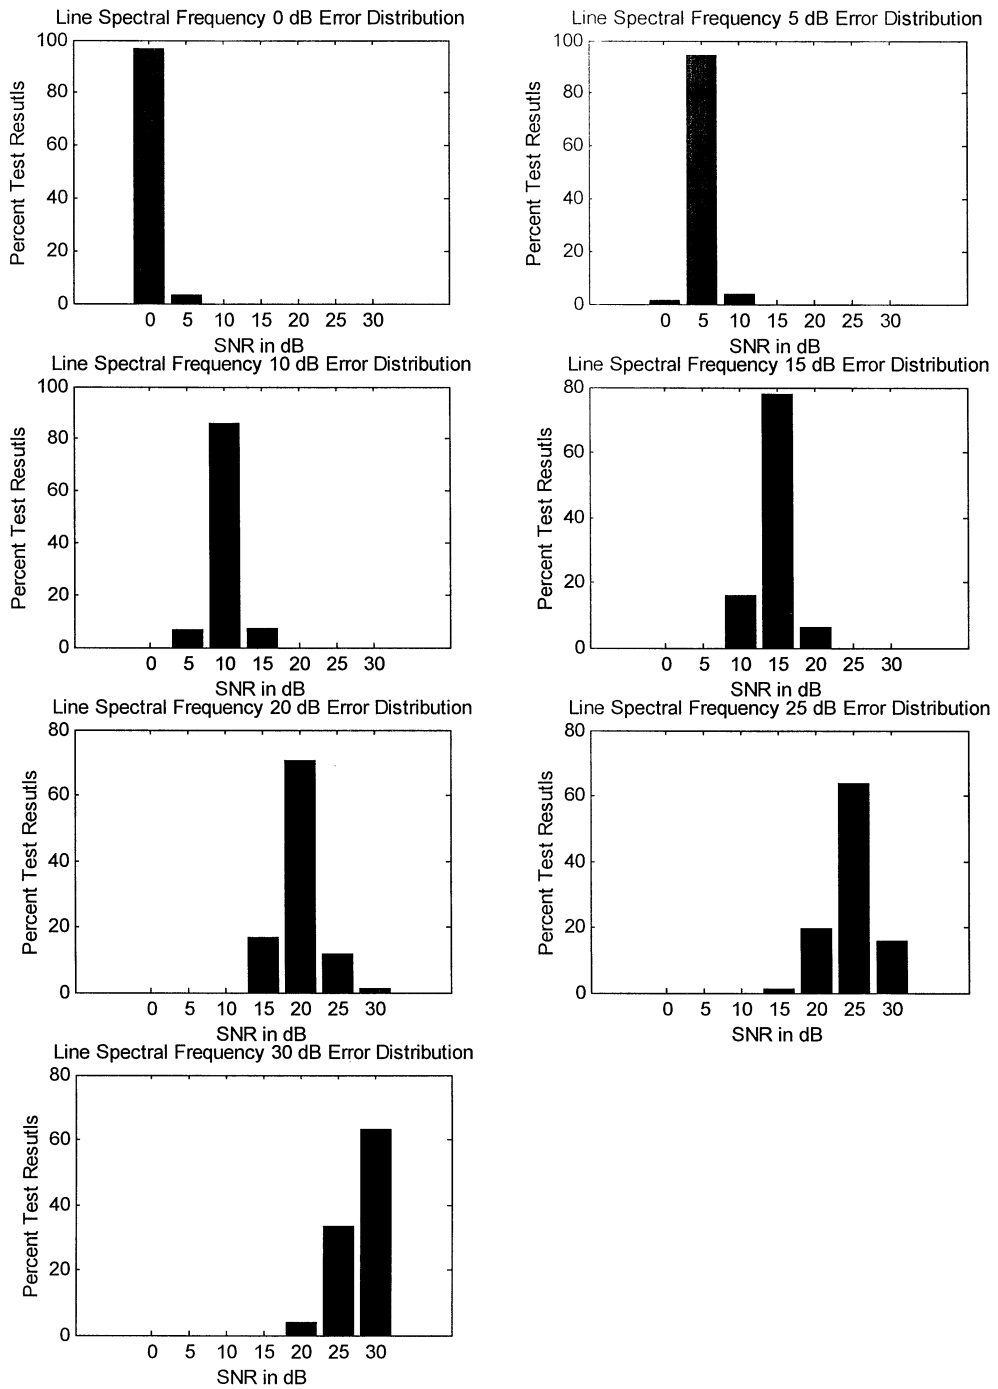 Line Spectral Frequency 0 dB Error Distribution
100
80
60
40
20
0
Percent Test Resutls
0 5 10 15 20 25 30
SNR in dB
Line Spectral Frequency 5 dB Error Distribution
100
80
60
40
20
0
Percent Test Resutls
0 5 10 15 20 25 30
SNR in dB
Line Spectral Frequency 10 dB Error Distribution
100
80
60
40
20
0
Percent Test Resutls
0 5 10 15 20 25 30
SNR in dB
Line Spectral Frequency 15 dB Error Distribution
80
60
40
20
0
Percent Test Resutls
0 5 10 15 20 25 30
SNR in dB
Line Spectral Frequency 20 dB Error Distribution
80
60
40
20
0
Percent Test Resutls
0 5 10 15 20 25 30
SNR in dB
Line Spectral Frequency 25 dB Error Distribution
80
60
40
20
0
Percent Test Resutls
0 5 10 15 20 25 30
SNR in dB
Line Spectral Frequency 30 dB Error Distribution
80
60
40
20
0
Percent Test Resutls
0 5 10 15 20 25 30
SNR in dB